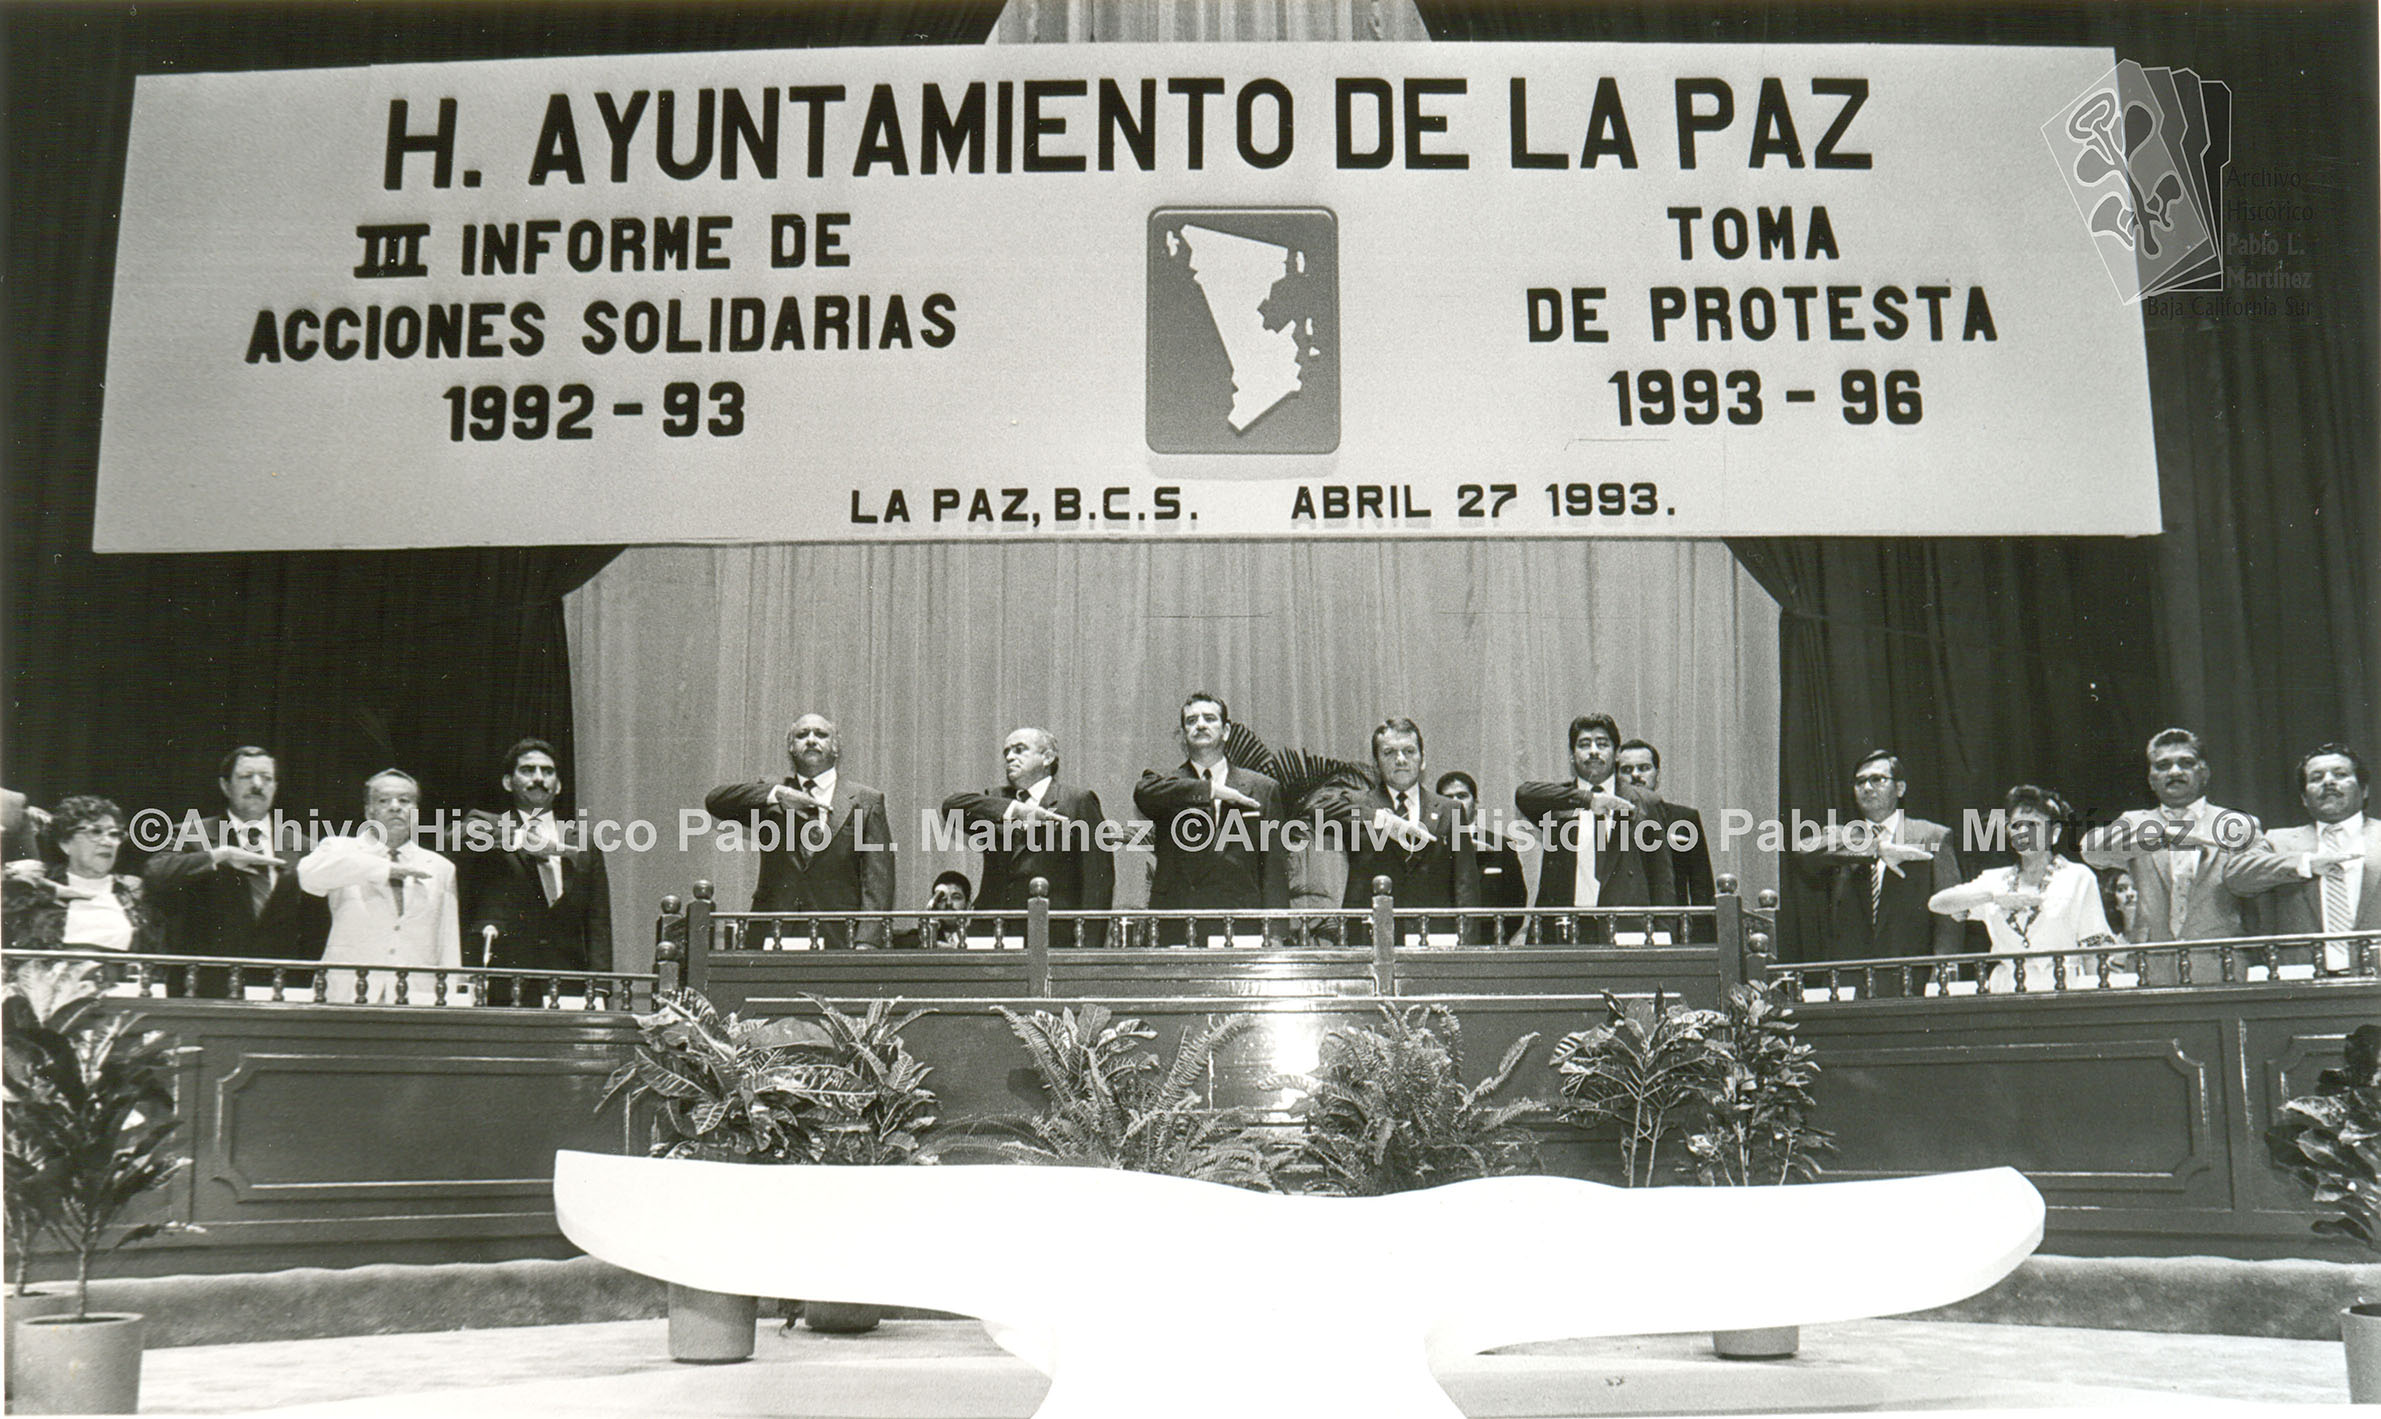 H. AYUNTAMIENTO DE LA PAZ
III INFORME DE
ACCIONES SOLIDARIAS
1992 - 93
TOMA
DE PROTESTA
1993 - 96
LA PAZ, B.C.S. ABRIL 27 1993.
Archivo
Histórico
Pablo L.
Martínez
Baja California Sur
©Archivo Histórico Pablo L. Martínez ©Archivo Histórico Pablo L. Martínez ©